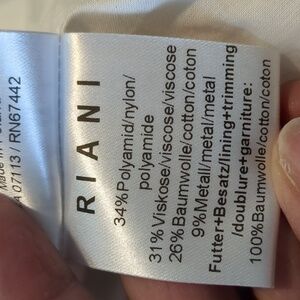 A 07113 / RN67442
RIANI
34%Polyamid/nylon/
polyamide
31% Viskose/viscose/viscose
26%Baumwolle/cotton/coton
9%Metall/metal/metal
Futter+Besatz/lining+trimming
/doublure+garniture:
100%Baumwolle/cotton/coton